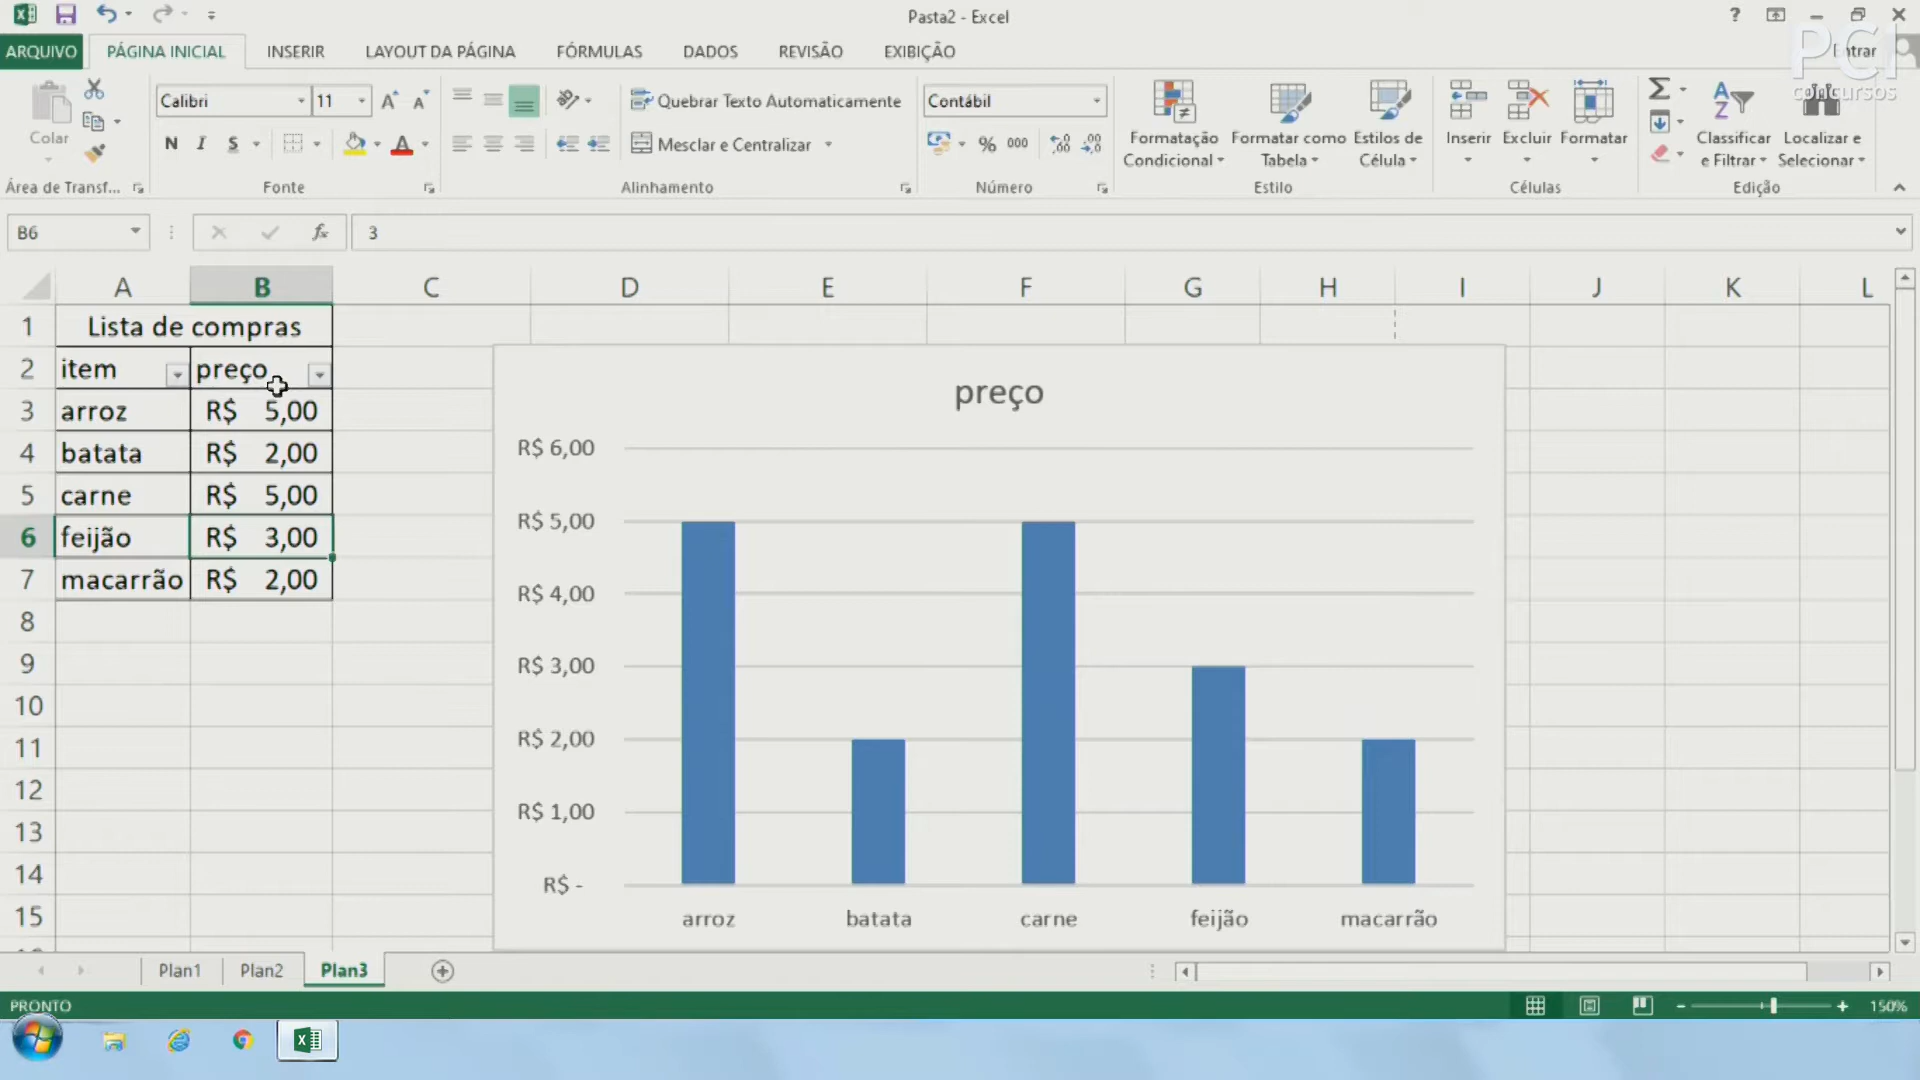 Pasta2 - Excel
?
ARQUIVO PÁGINA INICIAL INSERIR LAYOUT DA PÁGINA FÓRMULAS DADOS REVISÃO EXIBIÇÃO Entrar
PCI
concursos
Calibri 11 Quebrar Texto Automaticamente Contábil
Colar N I S A Mesclar e Centralizar % 000 ,00
Formatação Condicional Formatar como Tabela Estilos de Célula Inserir Excluir Formatar Classificar e Filtrar Localizar e Selecionar
Área de Transf... Fonte Alinhamento Número Estilo Células Edição
B6 fx 3
A B C D E F G H I J K L
1 Lista de compras
2 item preço
3 arroz R$ 5,00
4 batata R$ 2,00
5 carne R$ 5,00
6 feijão R$ 3,00
7 macarrão R$ 2,00
8
9
10
11
12
13
14
15
preço
R$ 6,00
R$ 5,00
R$ 4,00
R$ 3,00
R$ 2,00
R$ 1,00
R$ -
arroz batata carne feijão macarrão
Plan1 Plan2 Plan3
PRONTO 150%